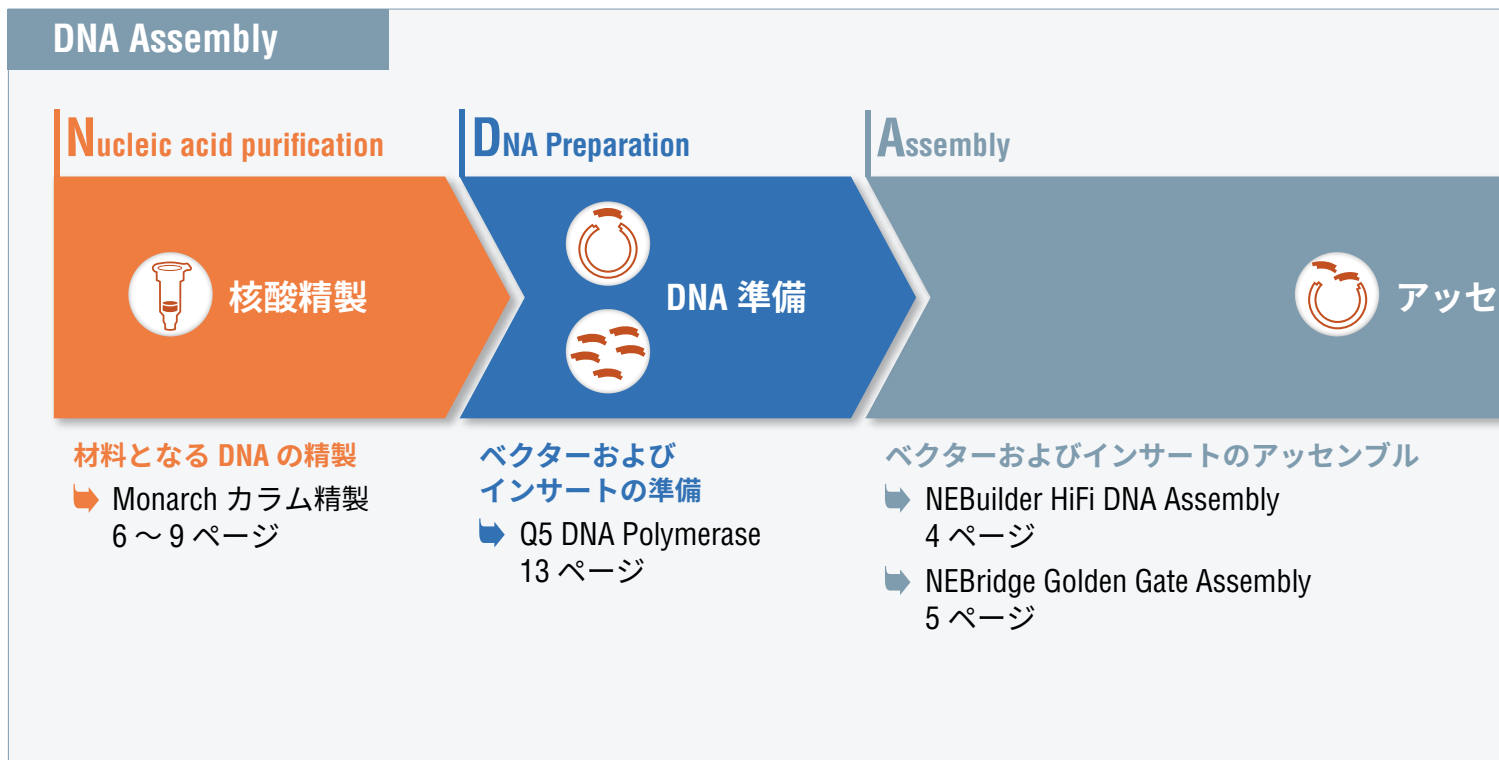 DNA Assembly
Nucleic acid purification
DNA Preparation
Assembly
核酸精製
DNA 準備
アッセ
材料となる DNA の精製
Monarch カラム精製
6 〜 9 ページ
ベクターおよび
インサートの準備
Q5 DNA Polymerase
13 ページ
ベクターおよびインサートのアッセンブル
NEBuilder HiFi DNA Assembly
4 ページ
NEBridge Golden Gate Assembly
5 ページ